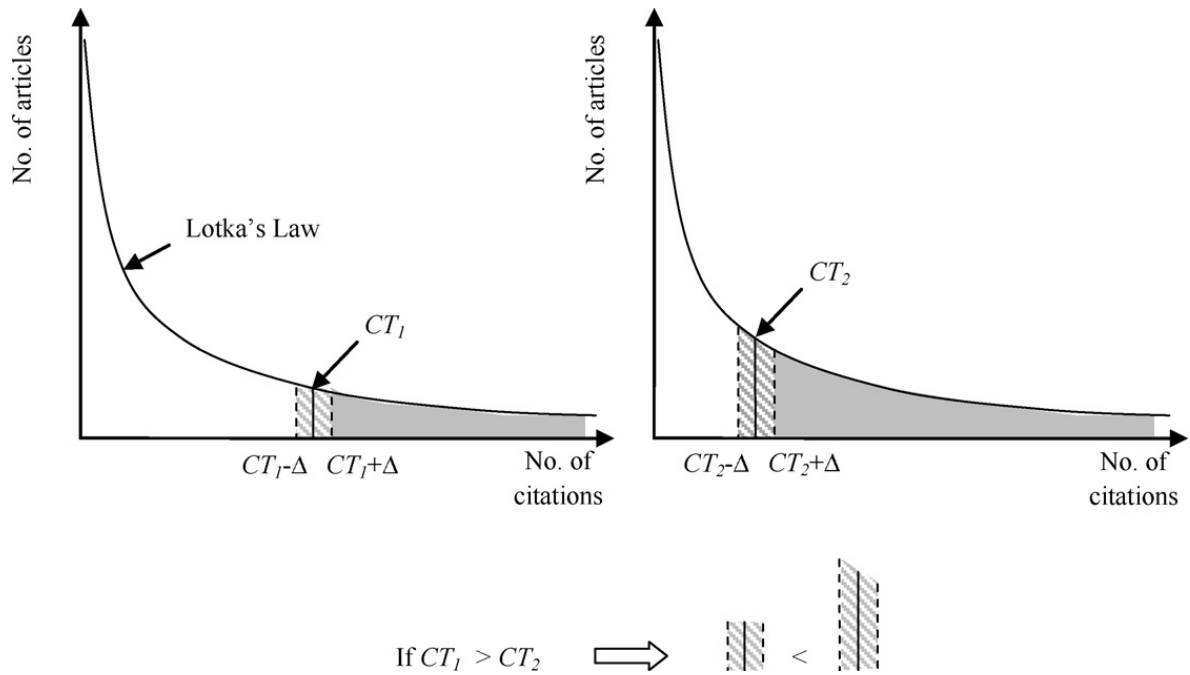 No. of articles
Lotka's Law
CT1
CT1-Δ
CT1+Δ
No. of
citations
No. of articles
CT2
CT2-Δ
CT2+Δ
No. of
citations
If CT1 > CT2
<